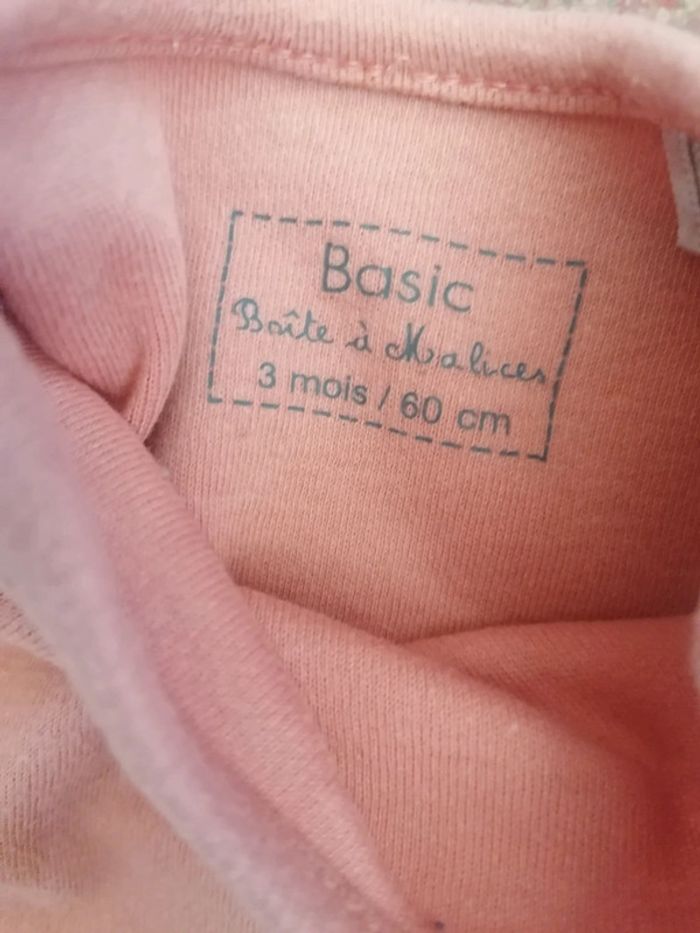 Basic
Boîte à Malices
3 mois / 60 cm